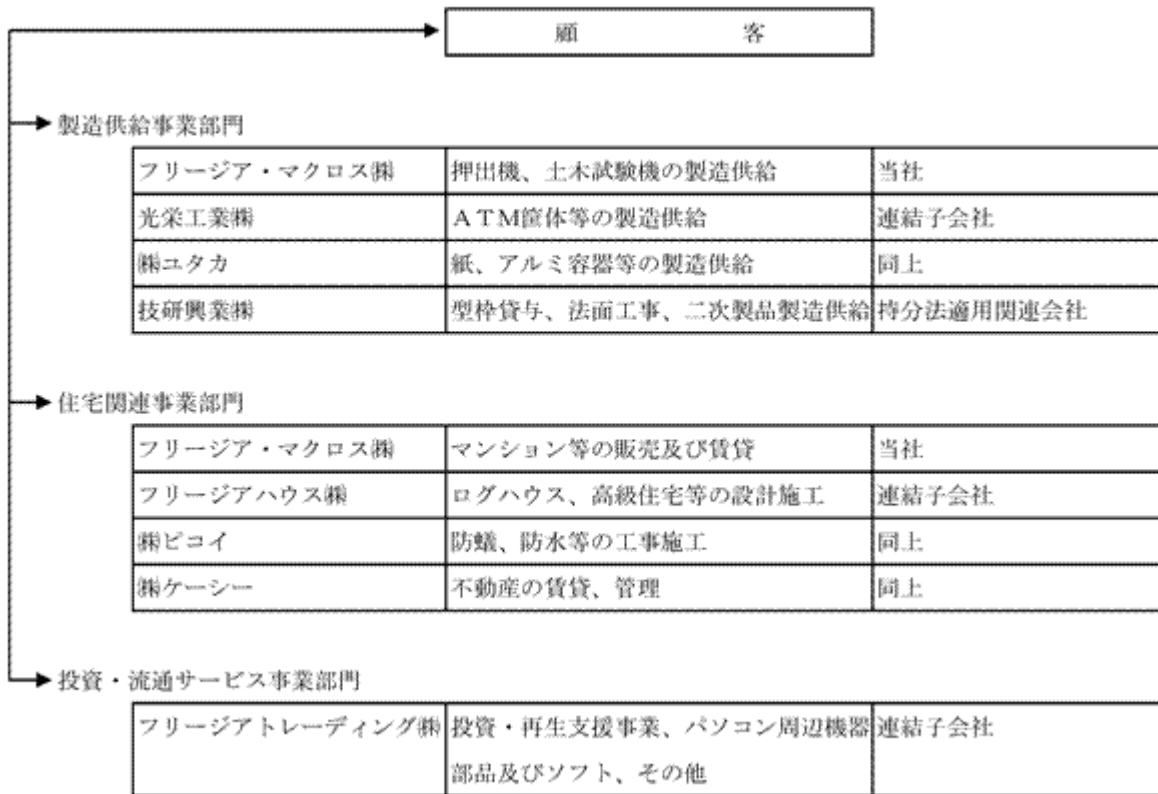 顧 客
製造供給事業部門
フリージア・マクロス㈱ 押出機、土木試験機の製造供給 当社
光栄工業㈱ ATM筐体等の製造供給 連結子会社
㈱ユタカ 紙、アルミ容器等の製造供給 同上
技研興業㈱ 型枠貸与、法面工事、二次製品製造供給 持分法適用関連会社
住宅関連事業部門
フリージア・マクロス㈱ マンション等の販売及び賃貸 当社
フリージアハウス㈱ ログハウス、高級住宅等の設計施工 連結子会社
㈱ピコイ 防蟻、防水等の工事施工 同上
㈱ケーシー 不動産の賃貸、管理 同上
投資・流通サービス事業部門
フリージアトレーディング㈱ 投資・再生支援事業、パソコン周辺機器 連結子会社
部品及びソフト、その他